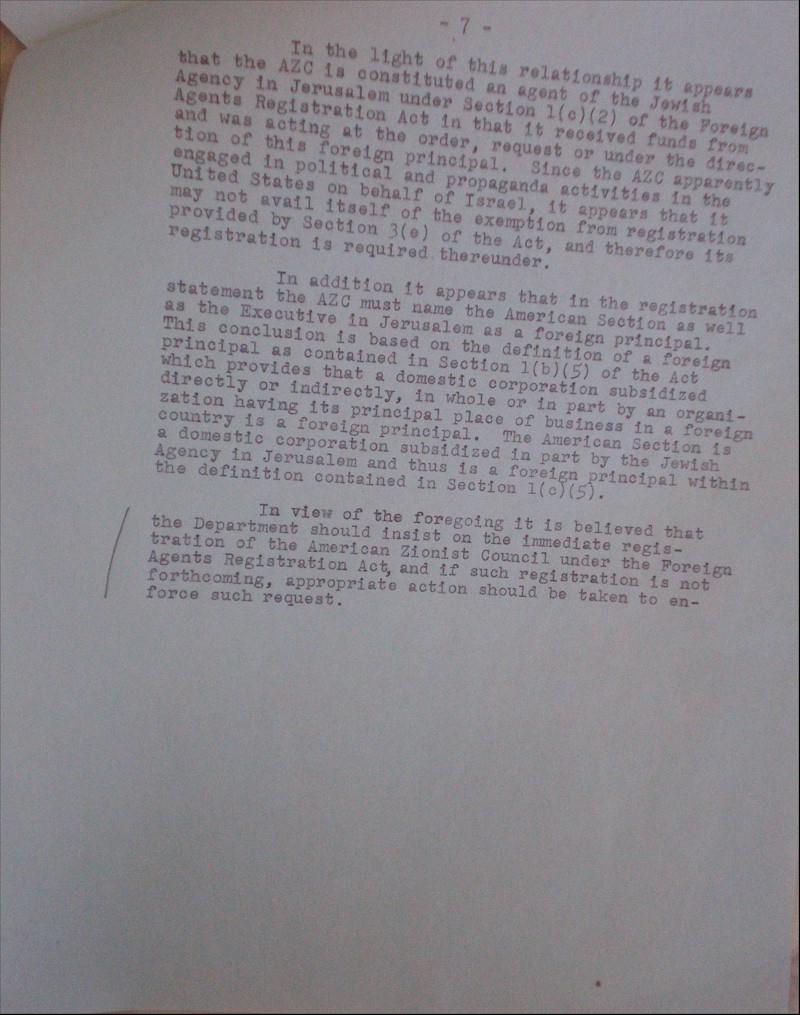 - 7 -
In the light of this relationship it appears
that the AZC is constituted an agent of the Jewish
Agency in Jerusalem under Section 1(c)(2) of the Foreign
Agents Registration Act in that it received funds from
and was acting at the order, request or under the direc-
tion of this foreign principal. Since the AZC apparently
engaged in political and propaganda activities in the
United States on behalf of Israel, it appears that it
may not avail itself of the exemption from registration
provided by Section 3(e) of the Act, and therefore its
registration is required thereunder.
In addition it appears that in the registration
statement the AZC must name the American Section as well
as the Executive in Jerusalem as a foreign principal.
This conclusion is based on the definition of a foreign
principal as contained in Section 1(b)(5) of the Act
which provides that a domestic corporation subsidized
directly or indirectly, in whole or in part by an organi-
zation having its principal place of business in a foreign
country is a foreign principal. The American Section is
a domestic corporation subsidized in part by the Jewish
Agency in Jerusalem and thus is a foreign principal within
the definition contained in Section 1(c)(5).
In view of the foregoing it is believed that
the Department should insist on the immediate regis-
tration of the American Zionist Council under the Foreign
Agents Registration Act, and if such registration is not
forthcoming, appropriate action should be taken to en-
force such request.